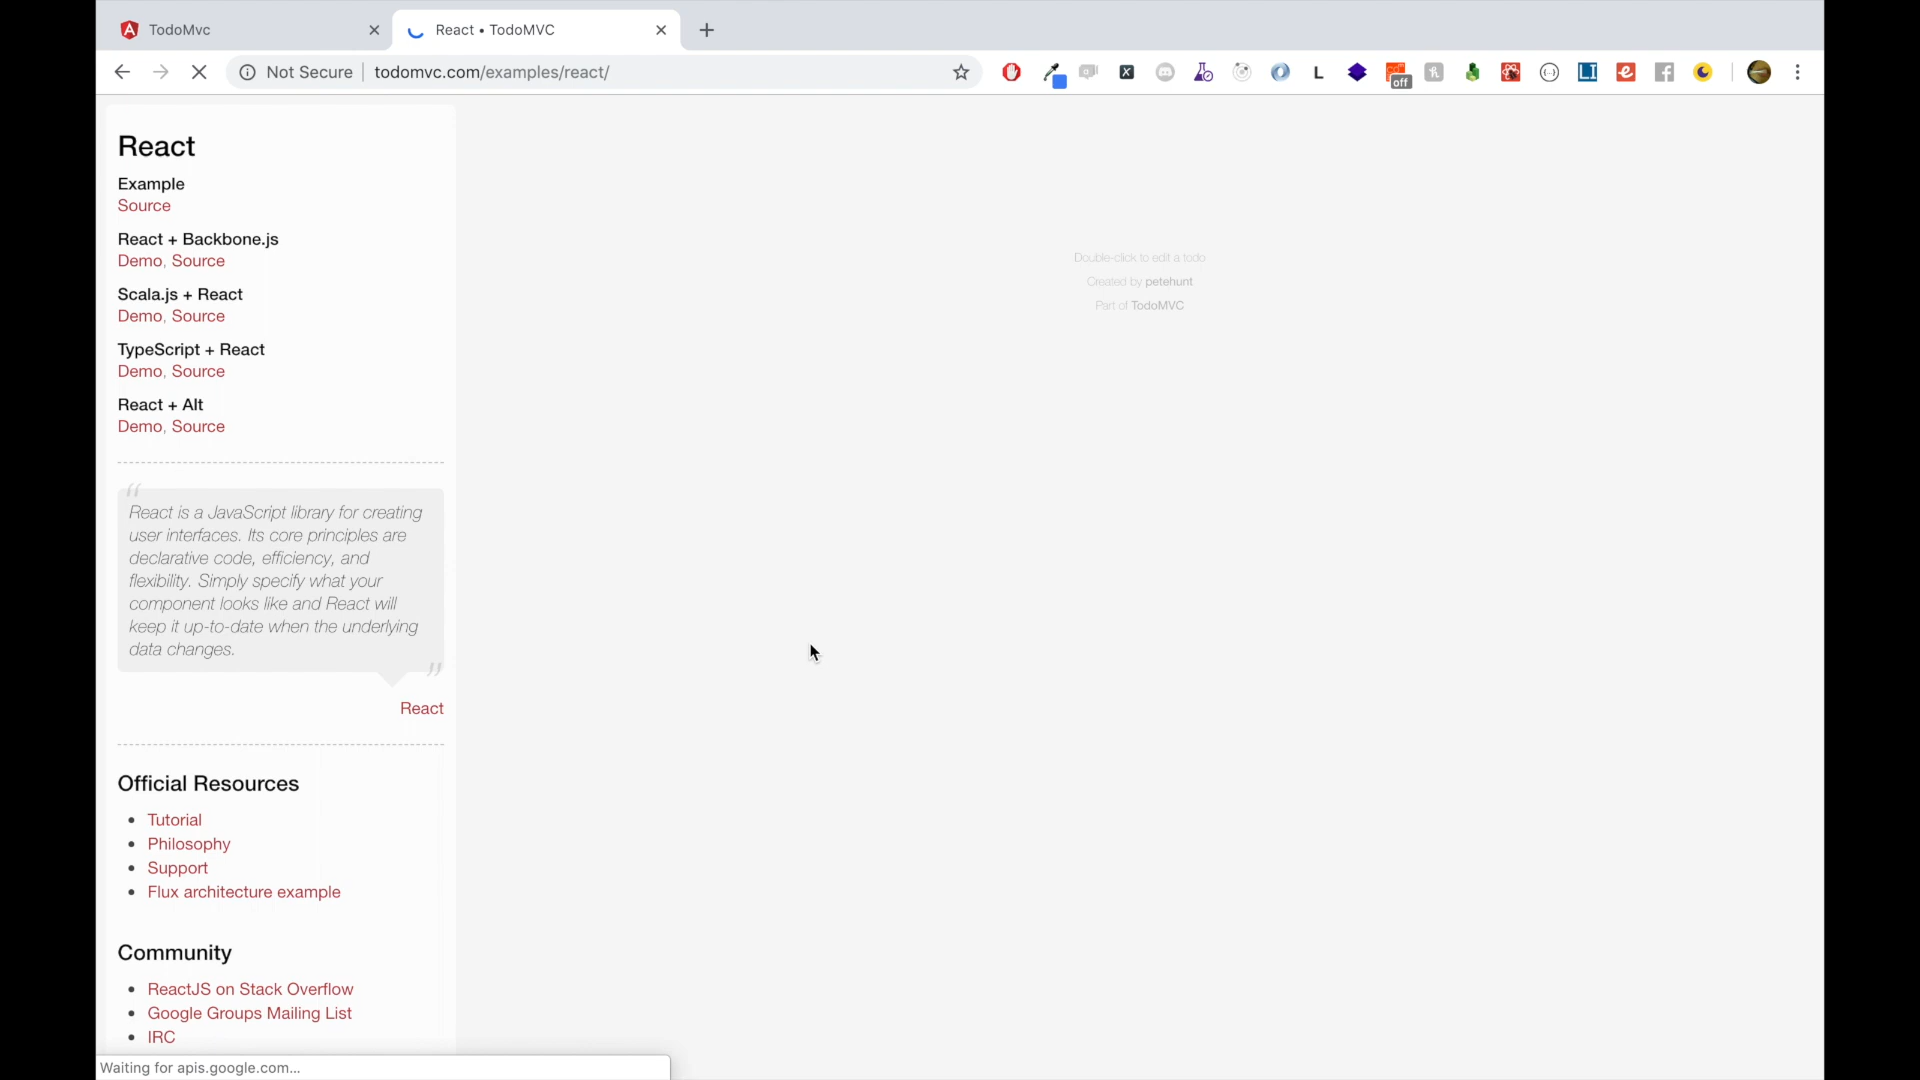 TodoMvc
React • TodoMVC
Not Secure
todomvc.com/examples/react/
L
off
LI
React
Example
Source
React + Backbone.js
Demo, Source
Scala.js + React
Demo, Source
TypeScript + React
Demo, Source
React + Alt
Demo, Source
“
React is a JavaScript library for creating
user interfaces. Its core principles are
declarative code, efficiency, and
flexibility. Simply specify what your
component looks like and React will
keep it up-to-date when the underlying
data changes.
”
React
Official Resources
• Tutorial
• Philosophy
• Support
• Flux architecture example
Community
• ReactJS on Stack Overflow
• Google Groups Mailing List
• IRC
Double-click to edit a todo
Created by petehunt
Part of TodoMVC
Waiting for apis.google.com...